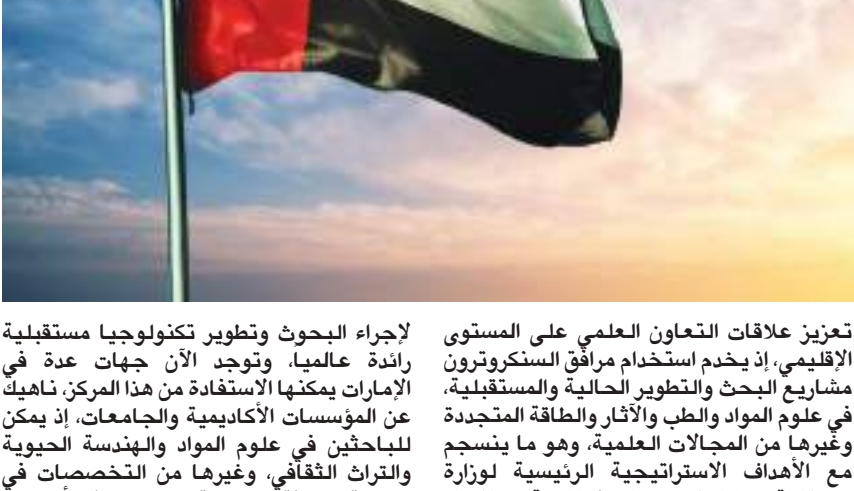 تعزيز علاقات التعاون العلمي على المستوى
الإقليمي، إذ يخدم استخدام مرافق السنكروترون
مشاريع البحث والتطوير الحالية والمستقبلية،
في علوم المواد والطب والآثار والطاقة المتجددة
وغيرها من المجالات العلمية، وهو ما ينسجم
مع الأهداف الاستراتيجية الرئيسية لوزارة
لإجراء البحوث وتطوير تكنولوجيا مستقبلية
رائدة عالميا، وتوجد الآن جهات عدة في
الإمارات يمكنها الاستفادة من هذا المركز، ناهيك
عن المؤسسات الأكاديمية والجامعات، إذ يمكن
للباحثين في علوم المواد والهندسة الحيوية
والتراث الثقافي، وغيرها من التخصصات في